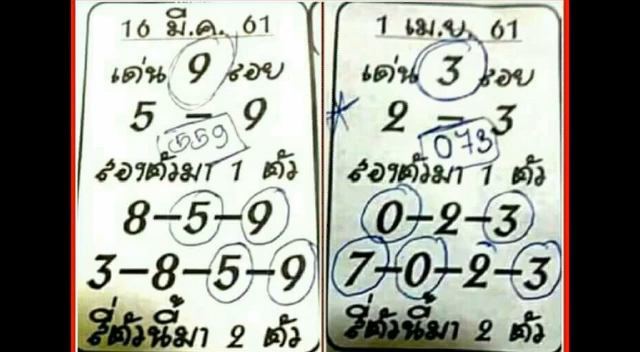 16 มี.ค. 61
เด่น 9 รอย
5 - 9
559
สองตัวมา 1 ตัว
8-5-9
3-8-5-9
สี่ตัวนี้มา 2 ตัว
1 เม.ย. 61
เด่น 3 รอย
2 - 3
073
สองตัวมา 1 ตัว
0-2-3
7-0-2-3
สี่ตัวนี้มา 2 ตัว